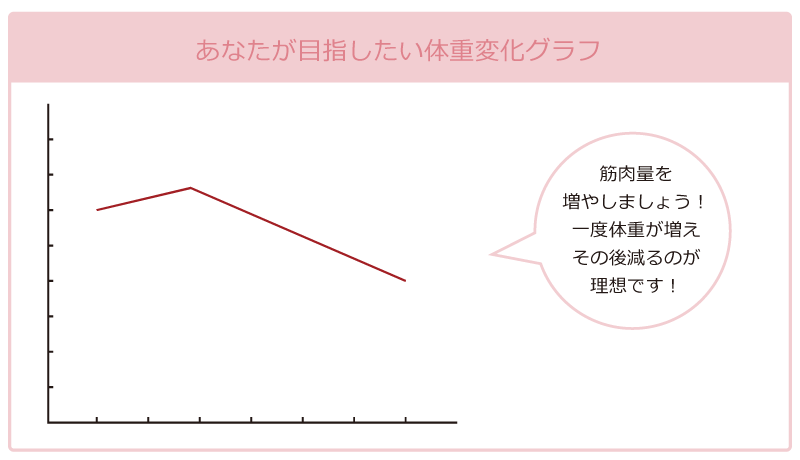 あなたが目指したい体重変化グラフ
筋肉量を
増やしましょう！
一度体重が増え
その後減るのが
理想です！